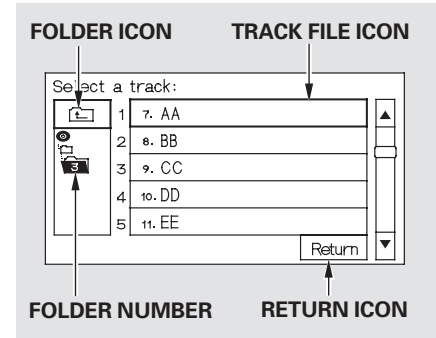 FOLDER ICON TRACK FILE ICON
Select a track:
1 7. AA
2 8. BB
3 3 9. CC
4 10. DD
5 11. EE
Return
FOLDER NUMBER RETURN ICON